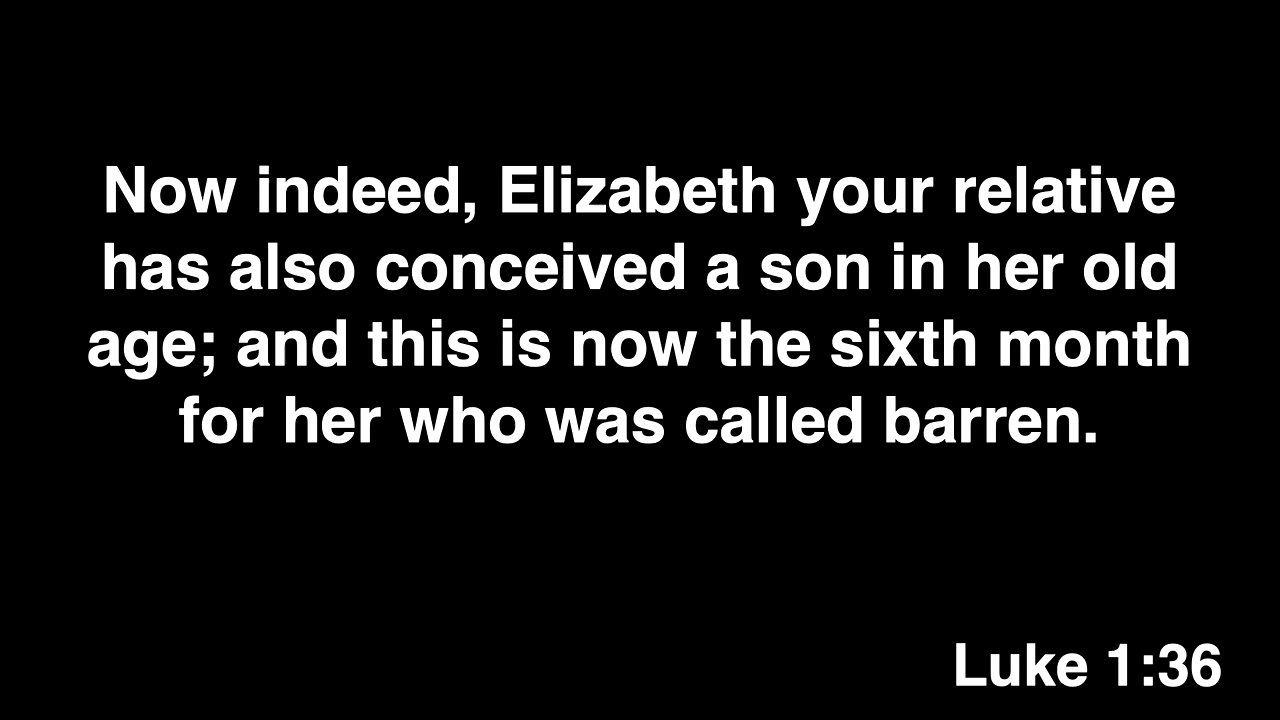 Now indeed, Elizabeth your relative
has also conceived a son in her old
age; and this is now the sixth month
for her who was called barren.
Luke 1:36